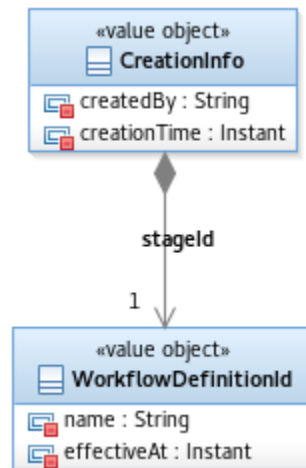 «value object»
CreationInfo
createdBy : String
creationTime : Instant
stageId
1
«value object»
WorkflowDefinitionId
name : String
effectiveAt : Instant